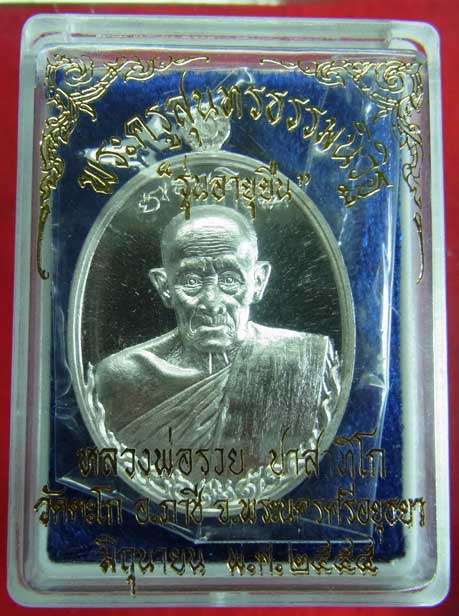 พระครูสุนทรธรรมนิวิฐ
"รุ่นอายุยืน"
หลวงพ่อรวย ปาสาทิโก
วัดตะโก อ.ภาชี จ.พระนครศรีอยุธยา
มิถุนายน พ.ศ.๒๕๕๕